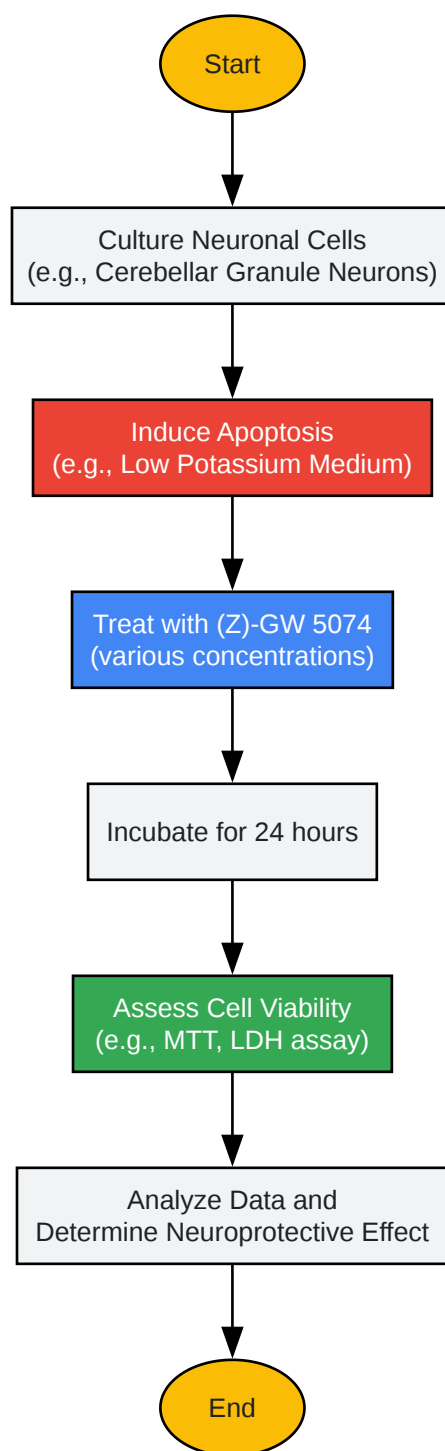 Start
Culture Neuronal Cells
(e.g., Cerebellar Granule Neurons)
Induce Apoptosis
(e.g., Low Potassium Medium)
Treat with (Z)-GW 5074
(various concentrations)
Incubate for 24 hours
Assess Cell Viability
(e.g., MTT, LDH assay)
Analyze Data and
Determine Neuroprotective Effect
End